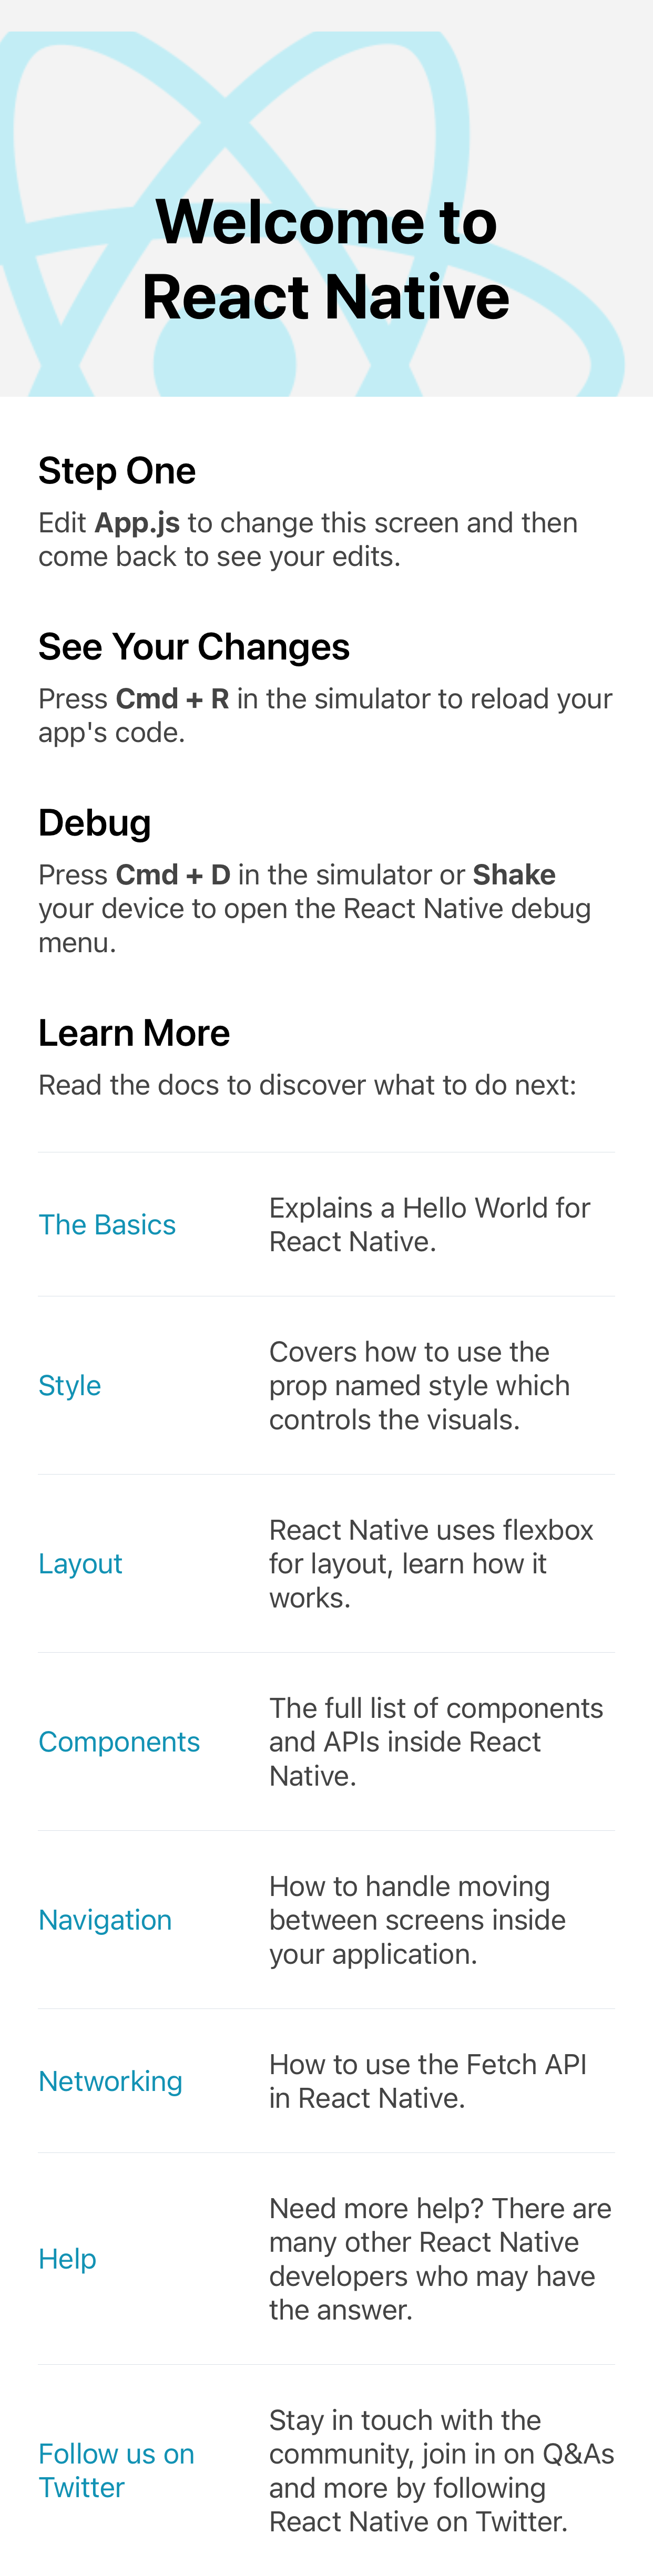 Welcome to
React Native
Step One
Edit App.js to change this screen and then
come back to see your edits.
See Your Changes
Press Cmd + R in the simulator to reload your
app's code.
Debug
Press Cmd + D in the simulator or Shake
your device to open the React Native debug
menu.
Learn More
Read the docs to discover what to do next:
The Basics
Explains a Hello World for
React Native.
Style
Covers how to use the
prop named style which
controls the visuals.
Layout
React Native uses flexbox
for layout, learn how it
works.
Components
The full list of components
and APIs inside React
Native.
Navigation
How to handle moving
between screens inside
your application.
Networking
How to use the Fetch API
in React Native.
Help
Need more help? There are
many other React Native
developers who may have
the answer.
Follow us on
Twitter
Stay in touch with the
community, join in on Q&As
and more by following
React Native on Twitter.